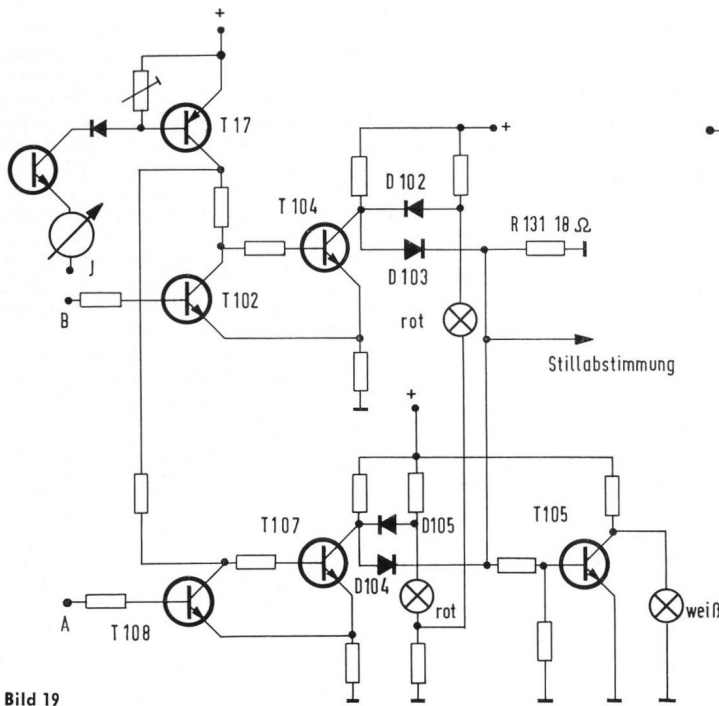 +
T 17
D 102
T 104
+
R 131 18 Ω
D 103
J
B
T 102
rot
Stillabstimmung
+
T 107
D105
T105
D104
rot
weiß
A
T 108
Bild 19